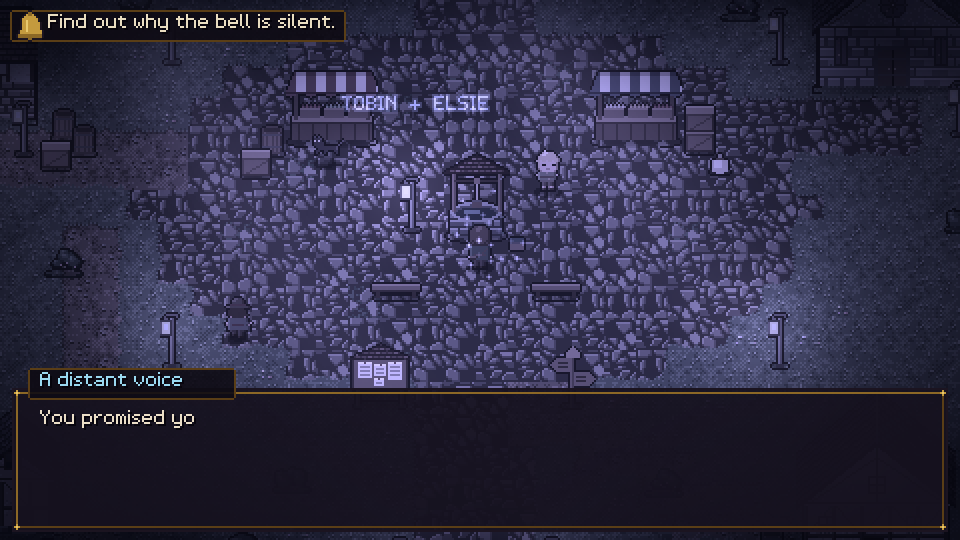 Find out why the bell is silent.
TOBIN + ELSIE
A distant voice
You promised yo